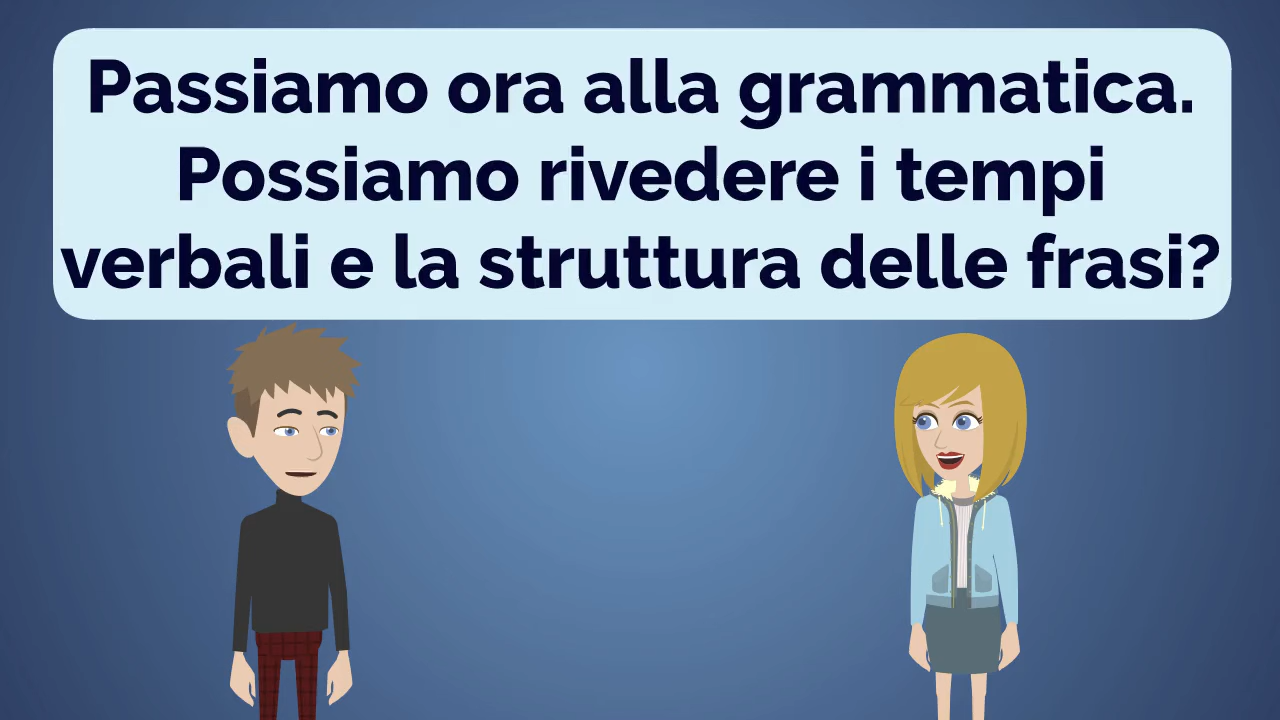 Passiamo ora alla grammatica.
Possiamo rivedere i tempi
verbali e la struttura delle frasi?